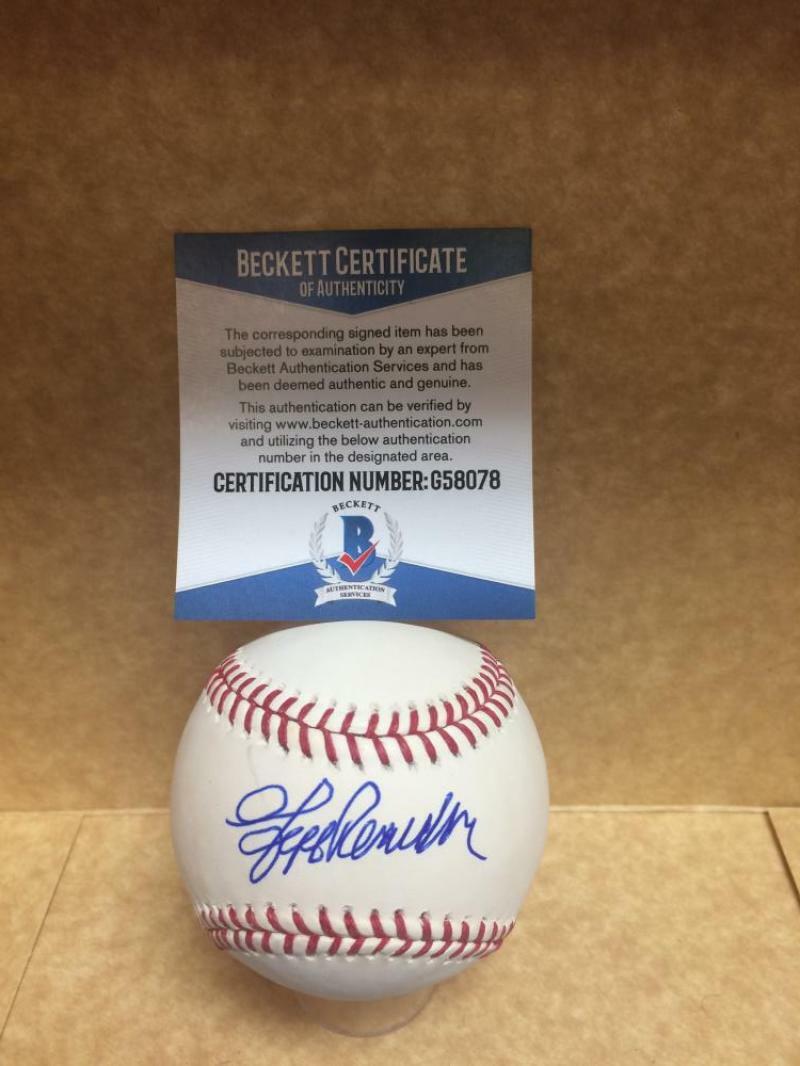 BECKETT CERTIFICATE
OF AUTHENTICITY
The corresponding signed item has been
subjected to examination by an expert from
Beckett Authentication Services and has
been deemed authentic and genuine.
This authentication can be verified by
visiting www.beckett-authentication.com
and utilizing the below authentication
number in the designated area.
CERTIFICATION NUMBER:G58078
BECKETT
B
AUTHENTICATION
SERVICES